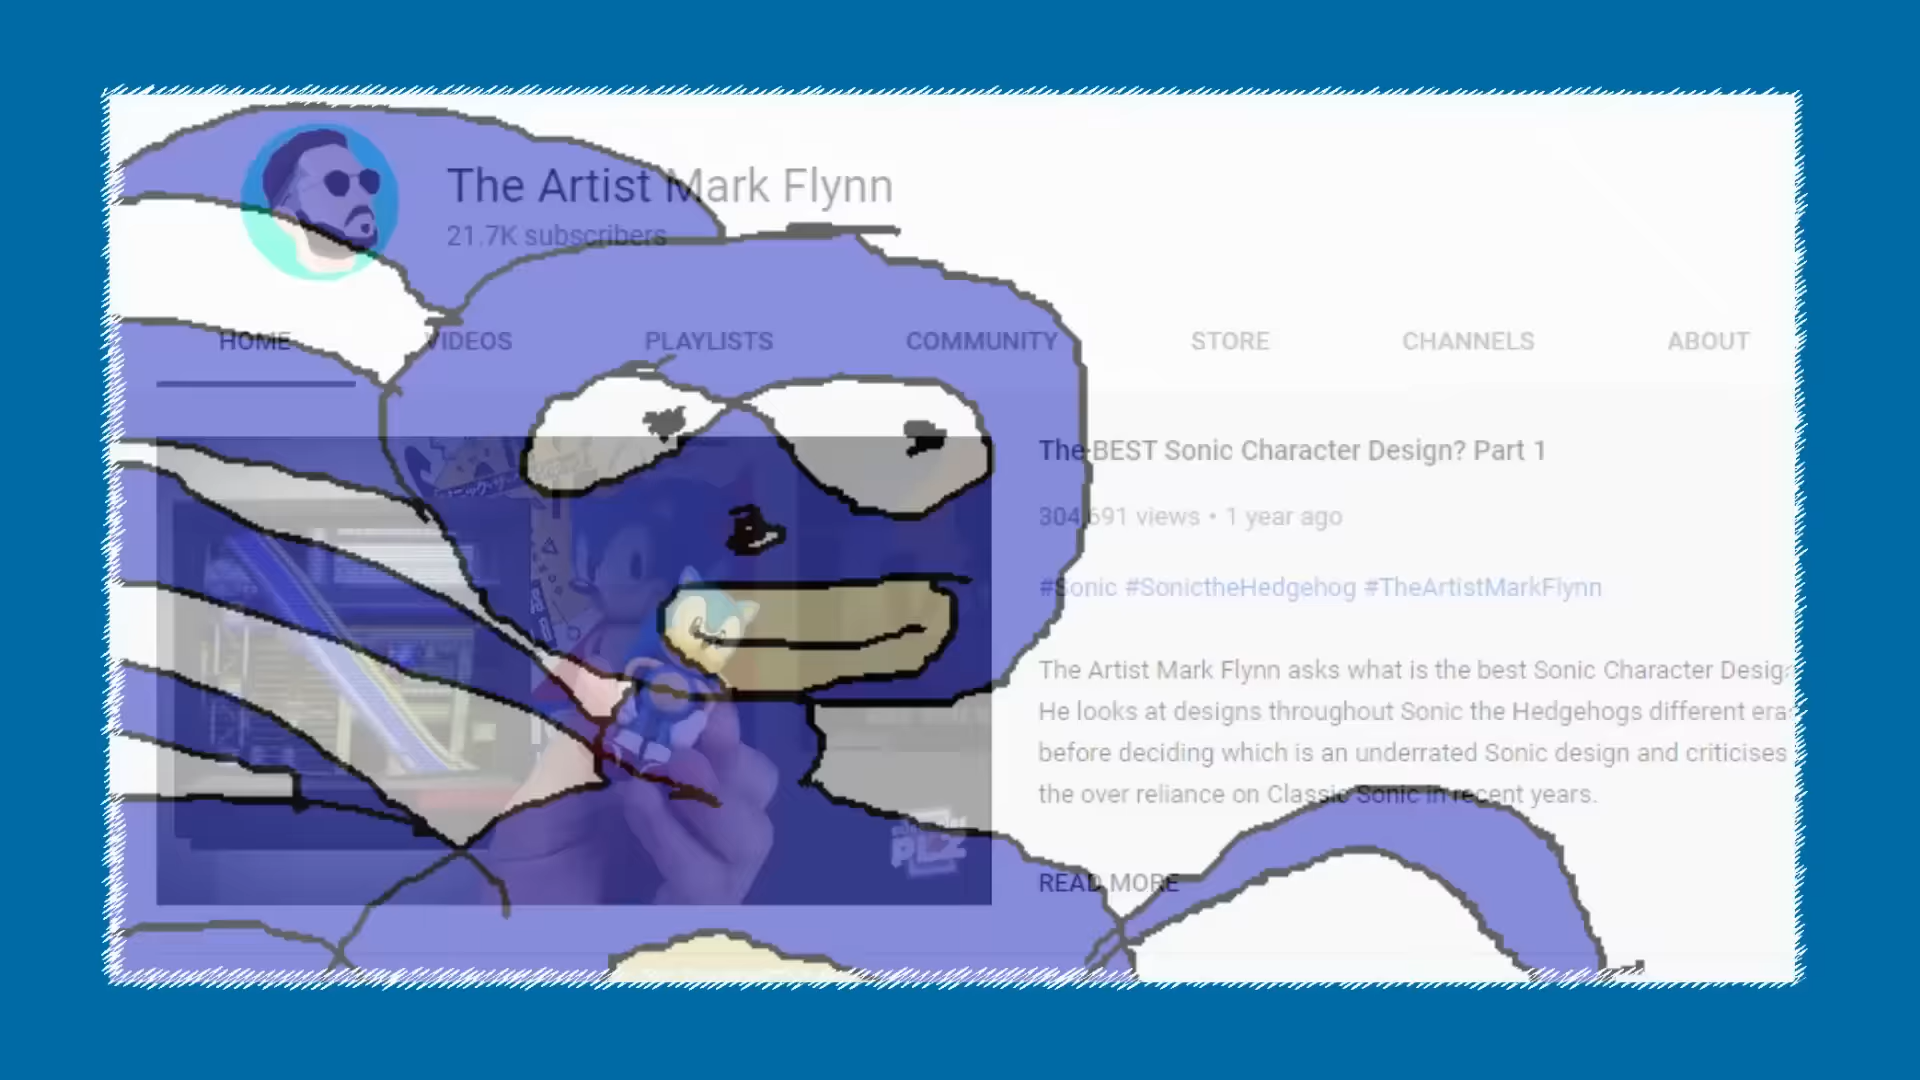 The Artist Mark Flynn
21.7K subscribers
HOME VIDEOS PLAYLISTS COMMUNITY STORE CHANNELS ABOUT
The BEST Sonic Character Design? Part 1
304,691 views • 1 year ago
#Sonic #SonictheHedgehog #TheArtistMarkFlynn
The Artist Mark Flynn asks what is the best Sonic Character Desig
He looks at designs throughout Sonic the Hedgehogs different era
before deciding which is an underrated Sonic design and criticises
the over reliance on Classic Sonic in recent years.
READ MORE